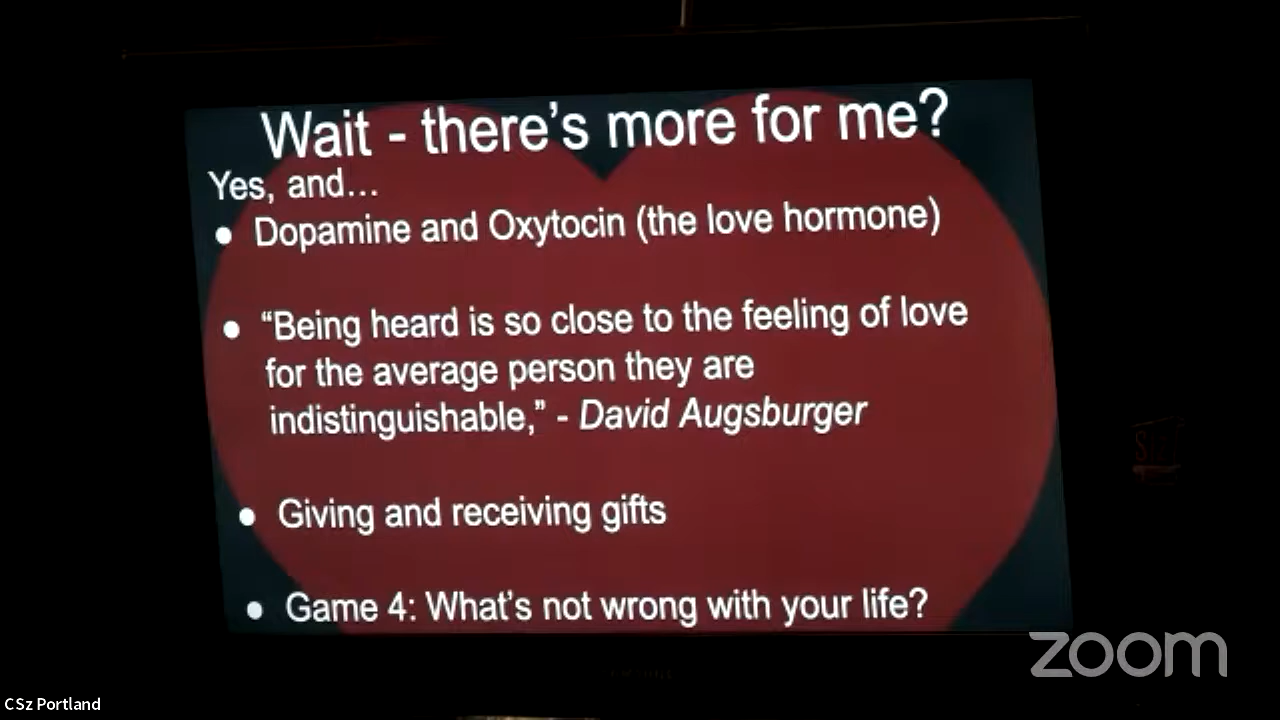 Wait - there's more for me?
Yes, and...
● Dopamine and Oxytocin (the love hormone)
● “Being heard is so close to the feeling of love
for the average person they are
indistinguishable,” - David Augsburger
● Giving and receiving gifts
● Game 4: What's not wrong with your life?
zoom
CSz Portland